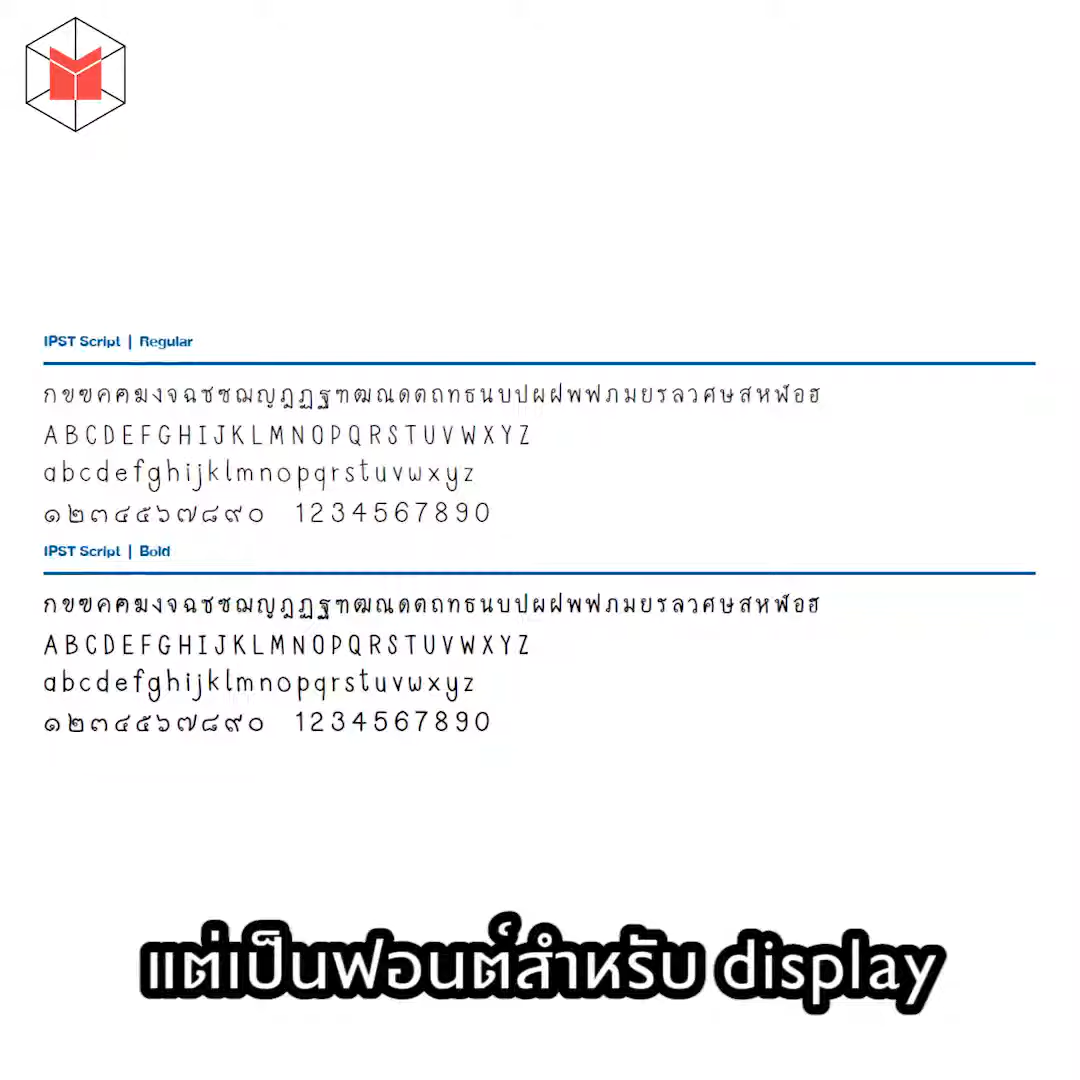 IPST Script | Regular
กขฃคฅฆงจฉชซฌญฎฏฐฑฒณดตถทธนบปผฝพฟภมยรลวศษสหฬอฮ
ABCDEFGHIJKLMNOPQRSTUVWXYZ
abcdefghijklmnopqrstuvwxyz
๑๒๓๔๕๖๗๘๙๐ 1234567890
IPST Script | Bold
กขฃคฅฆงจฉชซฌญฎฏฐฑฒณดตถทธนบปผฝพฟภมยรลวศษสหฬอฮ
ABCDEFGHIJKLMNOPQRSTUVWXYZ
abcdefghijklmnopqrstuvwxyz
๑๒๓๔๕๖๗๘๙๐ 1234567890
แต่เป็นฟอนต์สำหรับ display